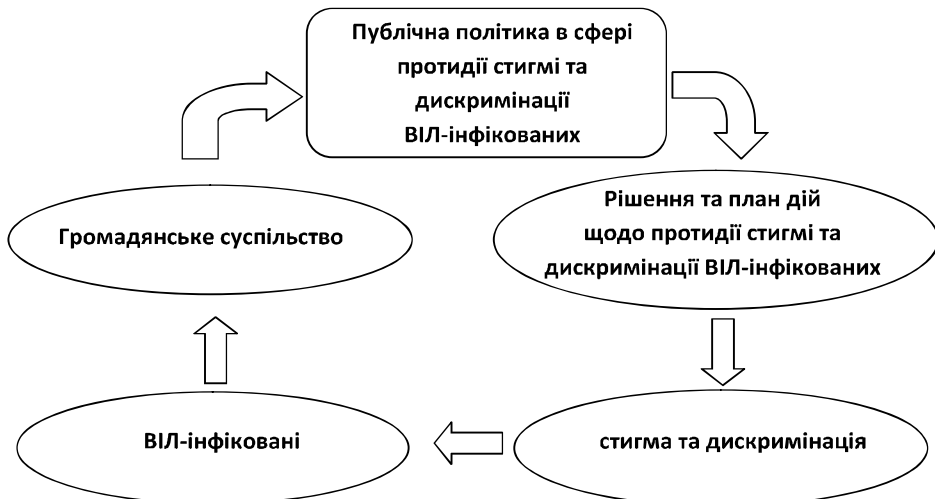 Публічна політика в сфері
протидії стигмі та
дискримінації
ВІЛ-інфікованих
Громадянське суспільство
Рішення та план дій
щодо протидії стигмі та
дискримінації ВІЛ-інфікованих
ВІЛ-інфіковані
стигма та дискримінація